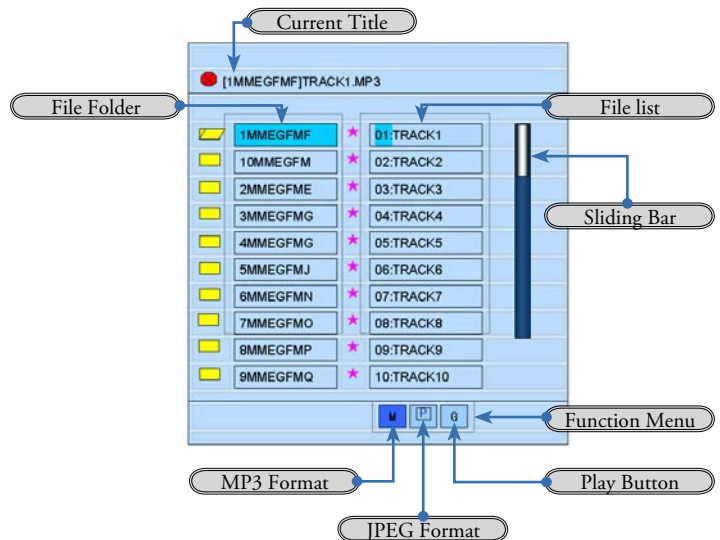 Current Title
[1MMEGFMF]TRACK1.MP3
File Folder
File list
1MMEGFMF
01:TRACK1
10MMEGFM
02:TRACK2
2MMEGFME
03:TRACK3
3MMEGFMG
04:TRACK4
Sliding Bar
4MMEGFMG
05:TRACK5
5MMEGFMJ
06:TRACK6
6MMEGFMN
07:TRACK7
7MMEGFMO
08:TRACK8
8MMEGFMP
09:TRACK9
9MMEGFMQ
10:TRACK10
M
P
G
Function Menu
MP3 Format
Play Button
JPEG Format